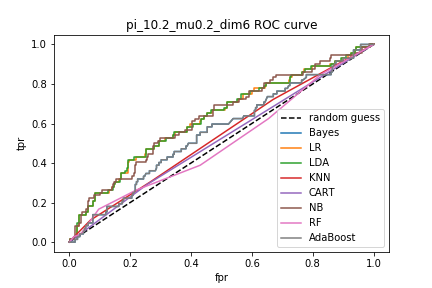 pi_10.2_mu0.2_dim6 ROC curve
1.0
0.8
0.6
0.4
0.2
0.0
tpr
random guess
Bayes
LR
LDA
KNN
CART
NB
RF
AdaBoost
0.0 0.2 0.4 0.6 0.8 1.0
fpr